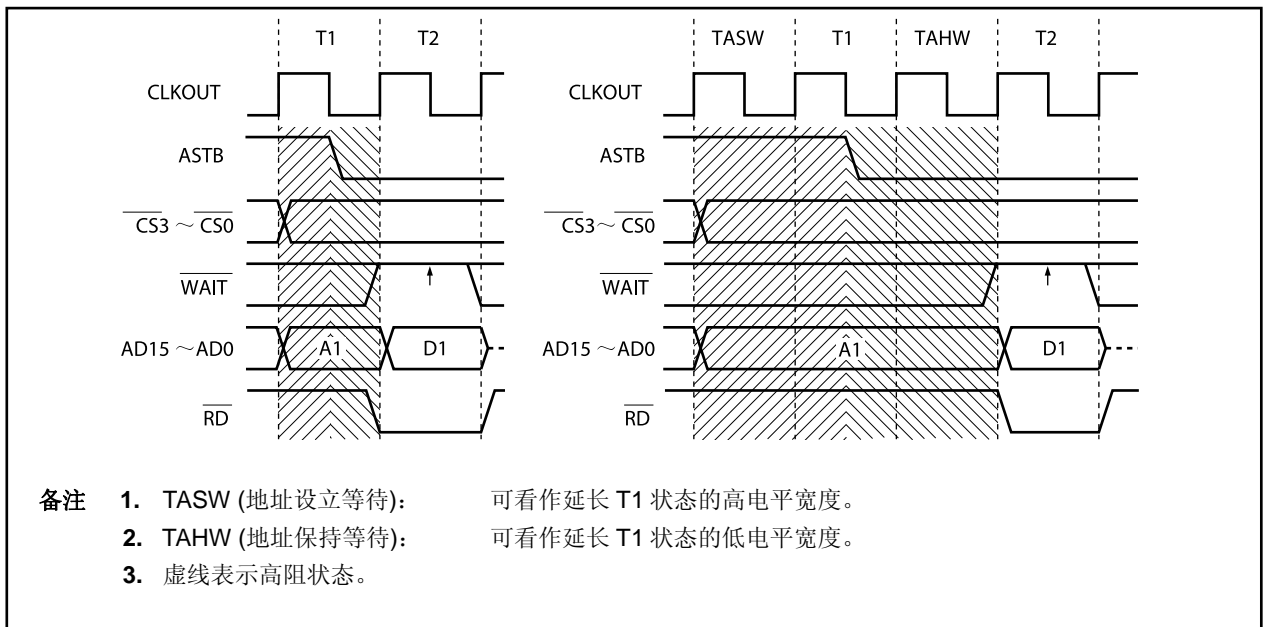 T1 T2 TASW T1 TAHW T2
CLKOUT CLKOUT
ASTB ASTB
CS3 ~ CS0 CS3~ CS0
WAIT WAIT
AD15 ~AD0 A1 D1 AD15 ~AD0 A1 D1
RD RD
备注 1. TASW (地址设立等待): 可看作延长 T1 状态的高电平宽度。
2. TAHW (地址保持等待): 可看作延长 T1 状态的低电平宽度。
3. 虚线表示高阻状态。